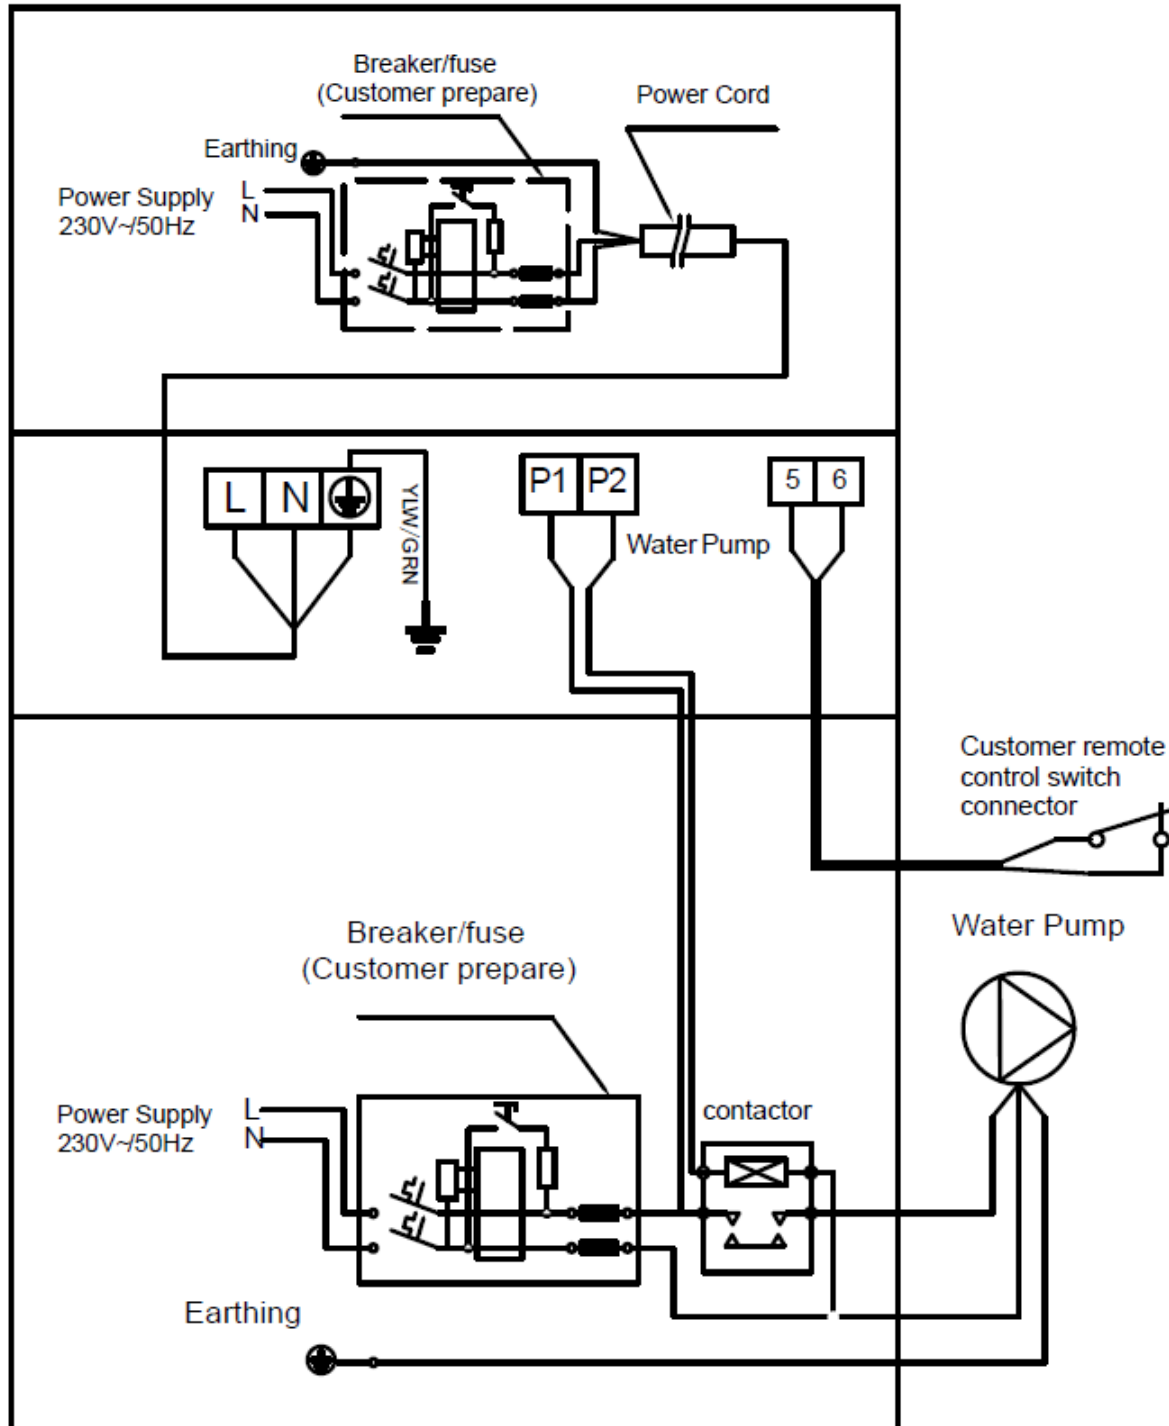 Breaker/fuse
(Customer prepare)
Power Cord
Earthing
Power Supply
230V~/50Hz
L
N
L N
P1 P2
5 6
YLW/GRN
Water Pump
Customer remote
control switch
connector
Water Pump
Breaker/fuse
(Customer prepare)
Power Supply
230V~/50Hz
L
N
contactor
Earthing